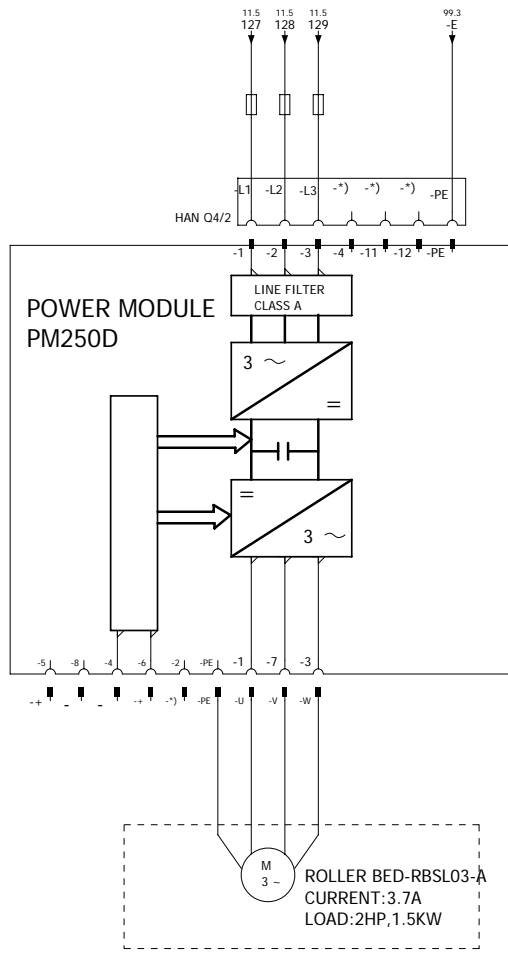 11.5 11.5 11.5 99.3
127 128 129 -E
-L1 -L2 -L3 -*) -*) -*) -PE
HAN Q4/2
-1 -2 -3 -4 -11 -12 -PE
LINE FILTER
CLASS A
POWER MODULE
PM250D
3 ~
=
=
3 ~
-5 -8 -4 -6 -2 -PE -1 -7 -3
-+ - - -+ -*) -PE -U -V -W
M
3 ~
ROLLER BED-RBSL03-A
CURRENT:3.7A
LOAD:2HP,1.5KW